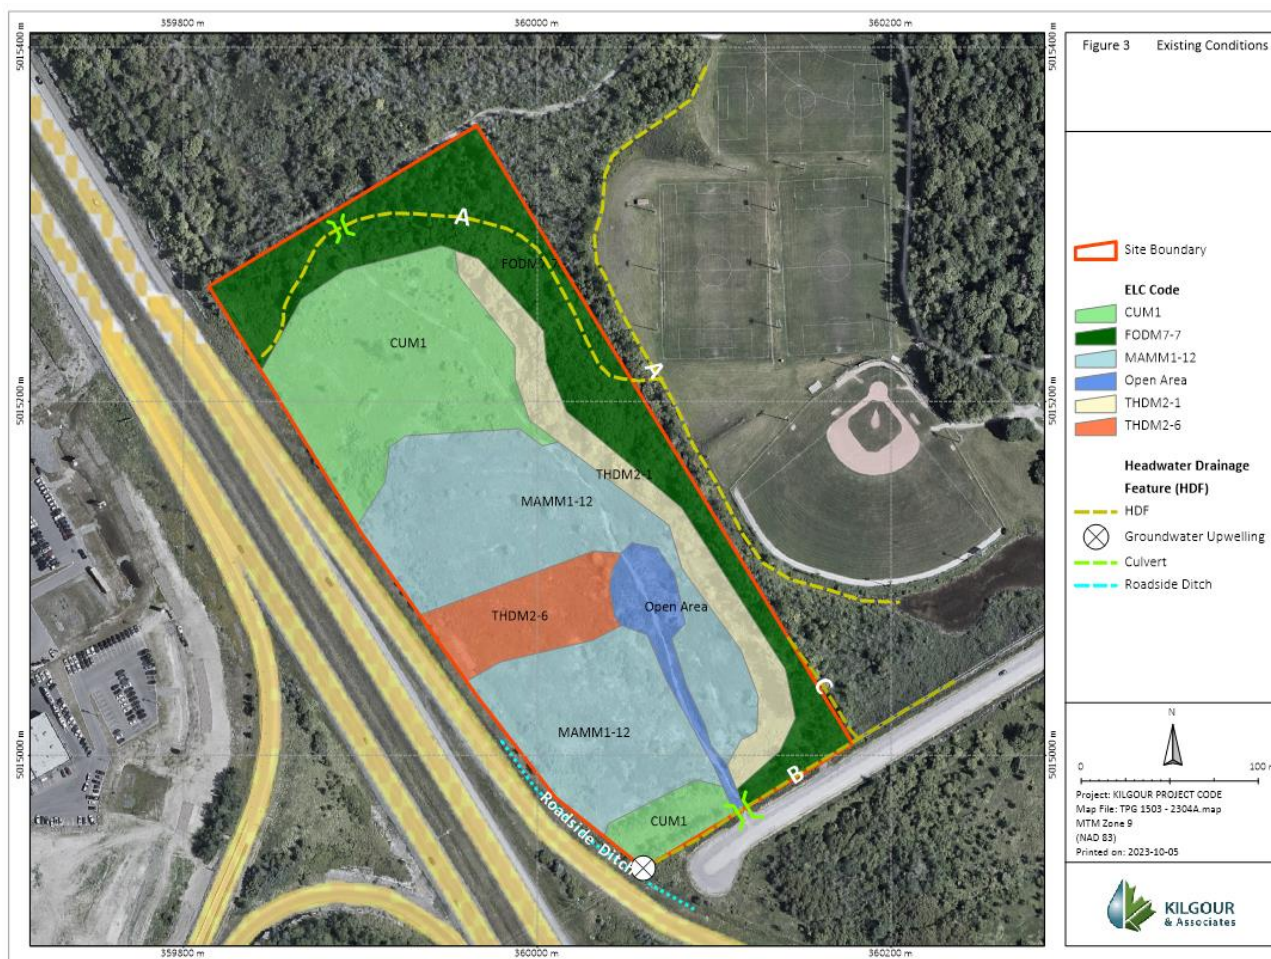 359800 m
360000 m
360200 m
5015400 m
5015400 m
Figure 3 Existing Conditions
A
FODM7-7
CUM1
A
5015200 m
5015200 m
THDM2-1
MAMM1-12
Open Area
THDM2-6
C
MAMM1-12
5015000 m
5015000 m
B
Roadside Ditch
CUM1
359800 m
360000 m
360200 m
Site Boundary
ELC Code
CUM1
FODM7-7
MAMM1-12
Open Area
THDM2-1
THDM2-6
Headwater Drainage
Feature (HDF)
HDF
Groundwater Upwelling
Culvert
Roadside Ditch
N
0 100 m
Project: KILGOUR PROJECT CODE
Map File: TPG 1503 - 2304A.map
MTM Zone 9
(NAD 83)
Printed on: 2023-10-05
KILGOUR
& Associates